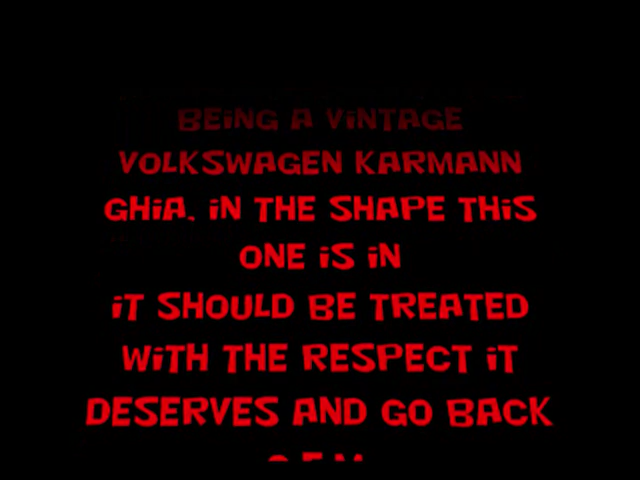 BEING A VINTAGE
VOLKSWAGEN KARMANN
GHIA. IN THE SHAPE THIS
ONE IS IN
IT SHOULD BE TREATED
WITH THE RESPECT IT
DESERVES AND GO BACK